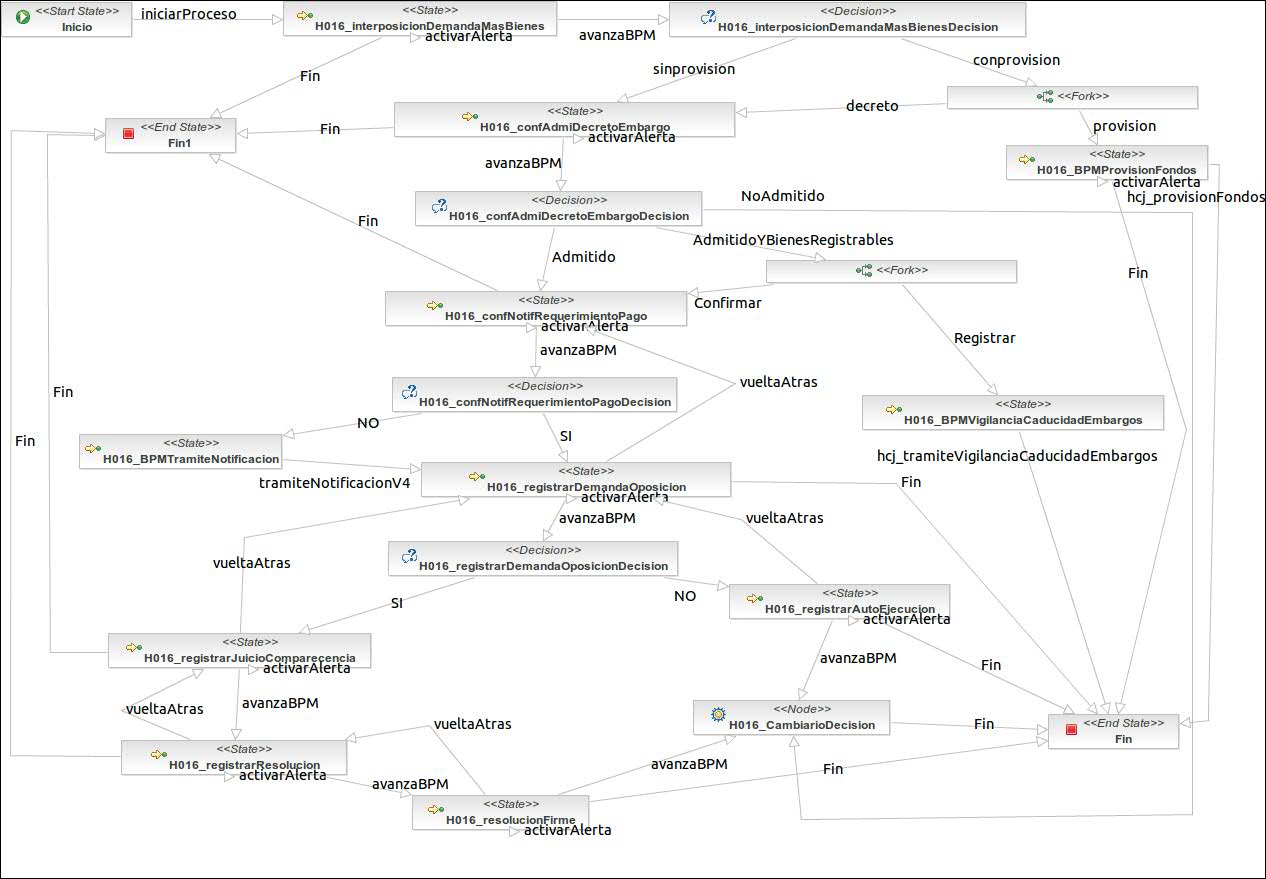 <<Start State>>
Inicio
iniciarProceso
<<State>>
H016_interposicionDemandaMasBienes
activarAlerta
avanzaBPM
<<Decision>>
H016_interposicionDemandaMasBienesDecision
Fin
sinprovision
conprovision
<<Fork>>
decreto
provision
<<State>>
H016_confAdmiDecretoEmbargo
activarAlerta
Fin
<<End State>>
Fin1
avanzaBPM
<<State>>
H016_BPMProvisionFondos
activarAlerta
hcj_provisionFondos
<<Decision>>
H016_confAdmiDecretoEmbargoDecision
NoAdmitido
Fin
Admitido
AdmitidoYBienesRegistrables
<<Fork>>
Fin
Confirmar
<<State>>
H016_confNotifRequerimientoPago
activarAlerta
avanzaBPM
Registrar
vueltaAtras
<<Decision>>
H016_confNotifRequerimientoPagoDecision
Fin
<<State>>
H016_BPMVigilanciaCaducidadEmbargos
NO
SI
Fin
<<State>>
H016_BPMTramiteNotificacion
hcj_tramiteVigilanciaCaducidadEmbargos
tramiteNotificacionV4
<<State>>
H016_registrarDemandaOposicion
activarAlerta
Fin
avanzaBPM
vueltaAtras
<<Decision>>
H016_registrarDemandaOposicionDecision
vueltaAtras
SI
NO
<<State>>
H016_registrarAutoEjecucion
activarAlerta
<<State>>
H016_registrarJuicioComparecencia
activarAlerta
avanzaBPM
Fin
vueltaAtras
avanzaBPM
<<Node>>
H016_CambiarioDecision
Fin
<<End State>>
Fin
vueltaAtras
<<State>>
H016_registrarResolucion
activarAlerta
avanzaBPM
avanzaBPM
Fin
<<State>>
H016_resolucionFirme
activarAlerta